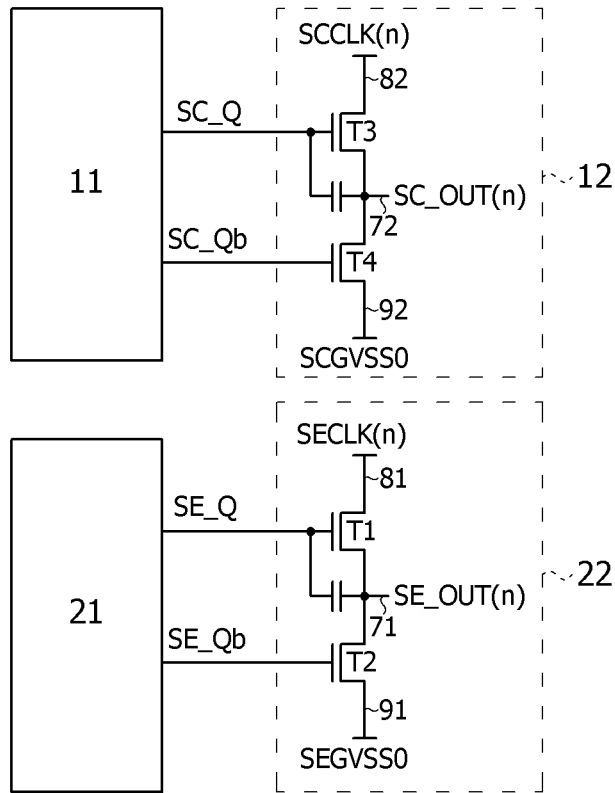 SCCLK(n)
82
SC_Q
T3
11
12
SC_OUT(n)
72
SC_Qb
T4
92
SCGVSS0
SECLK(n)
81
SE_Q
T1
22
SE_OUT(n)
21
71
SE_Qb
T2
91
SEGVSS0